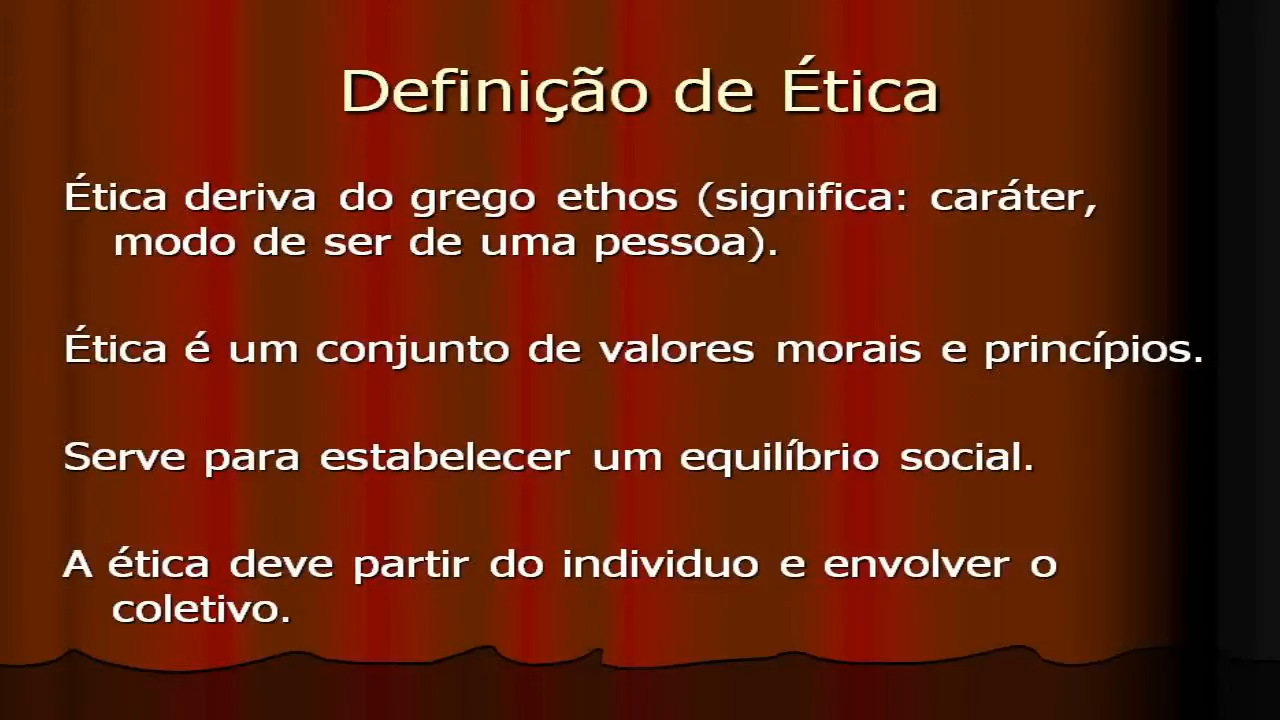 Definição de Ética
Ética deriva do grego ethos (significa: caráter,
modo de ser de uma pessoa).
Ética é um conjunto de valores morais e princípios.
Serve para estabelecer um equilíbrio social.
A ética deve partir do individuo e envolver o
coletivo.